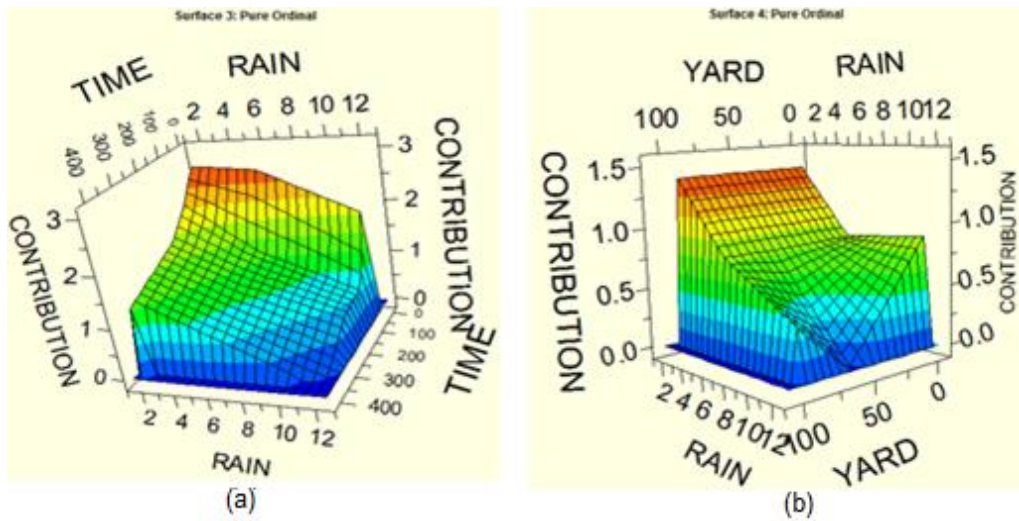 Surface 3: Pure Ordinal
TIME
RAIN
0 100 200 300 400
2 4 6 8 10 12
CONTRIBUTION
3 2 1 0
CONTRIBUTION
3 2 1 0
TIME
0 100 200 300 400
2 4 6 8 10 12
RAIN
(a)
Surface 4: Pure Ordinal
YARD
RAIN
100 50 0
2 4 6 8 10 12
CONTRIBUTION
1.5 1.0 0.5 0.0
CONTRIBUTION
1.5 1.0 0.5 0.0
2 4 6 8 10 12
RAIN
100 50 0
YARD
(b)